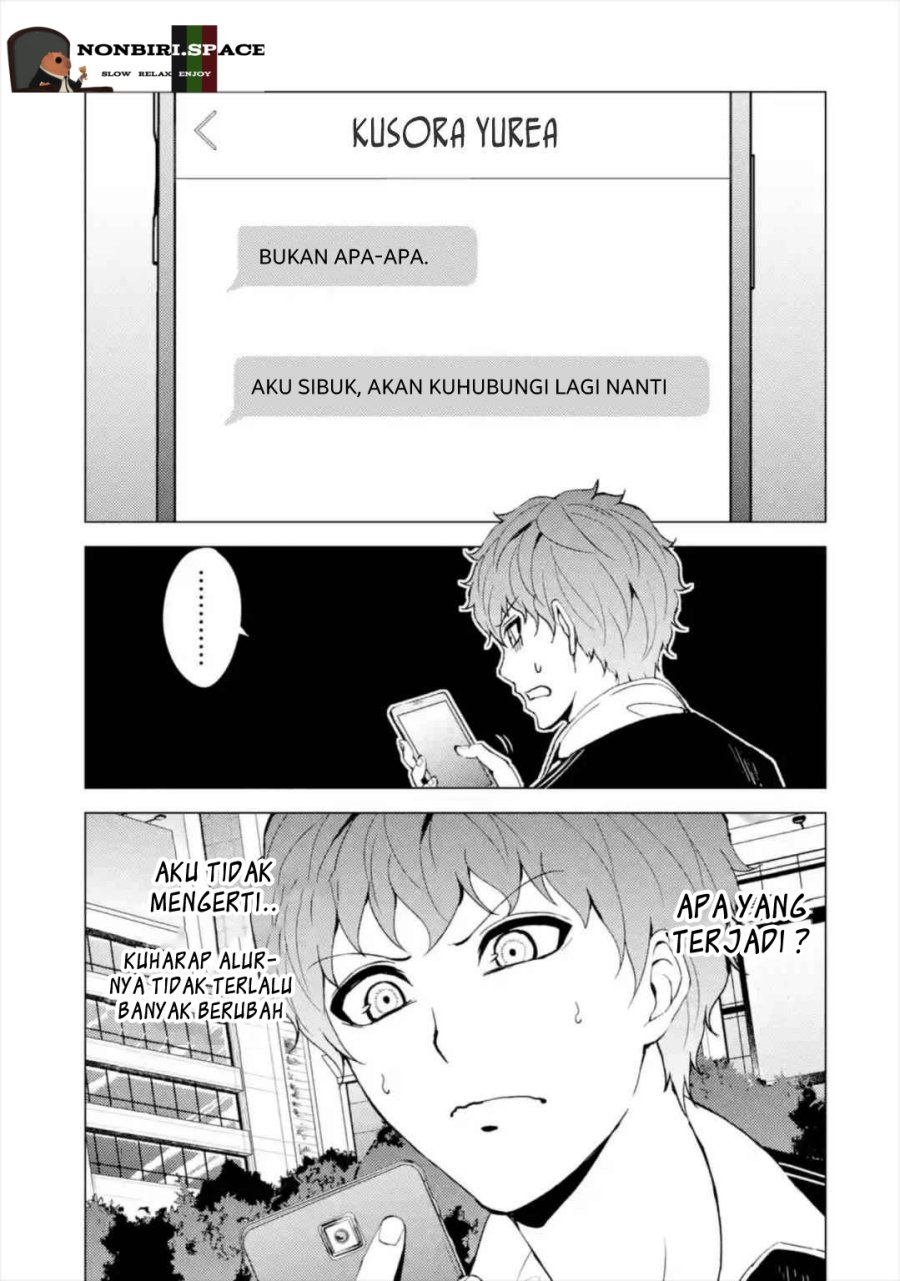 NONBIRI.SPACE
SLOW RELAX ENJOY
KUSORA YUREA
BUKAN APA-APA.
AKU SIBUK, AKAN KUHUBUNGI LAGI NANTI
.........
APA YANG
TERJADI ?
AKU TIDAK
MENGERTI..
KUHARAP ALUR-
NYA TIDAK TERLALU
BANYAK BERUBAH